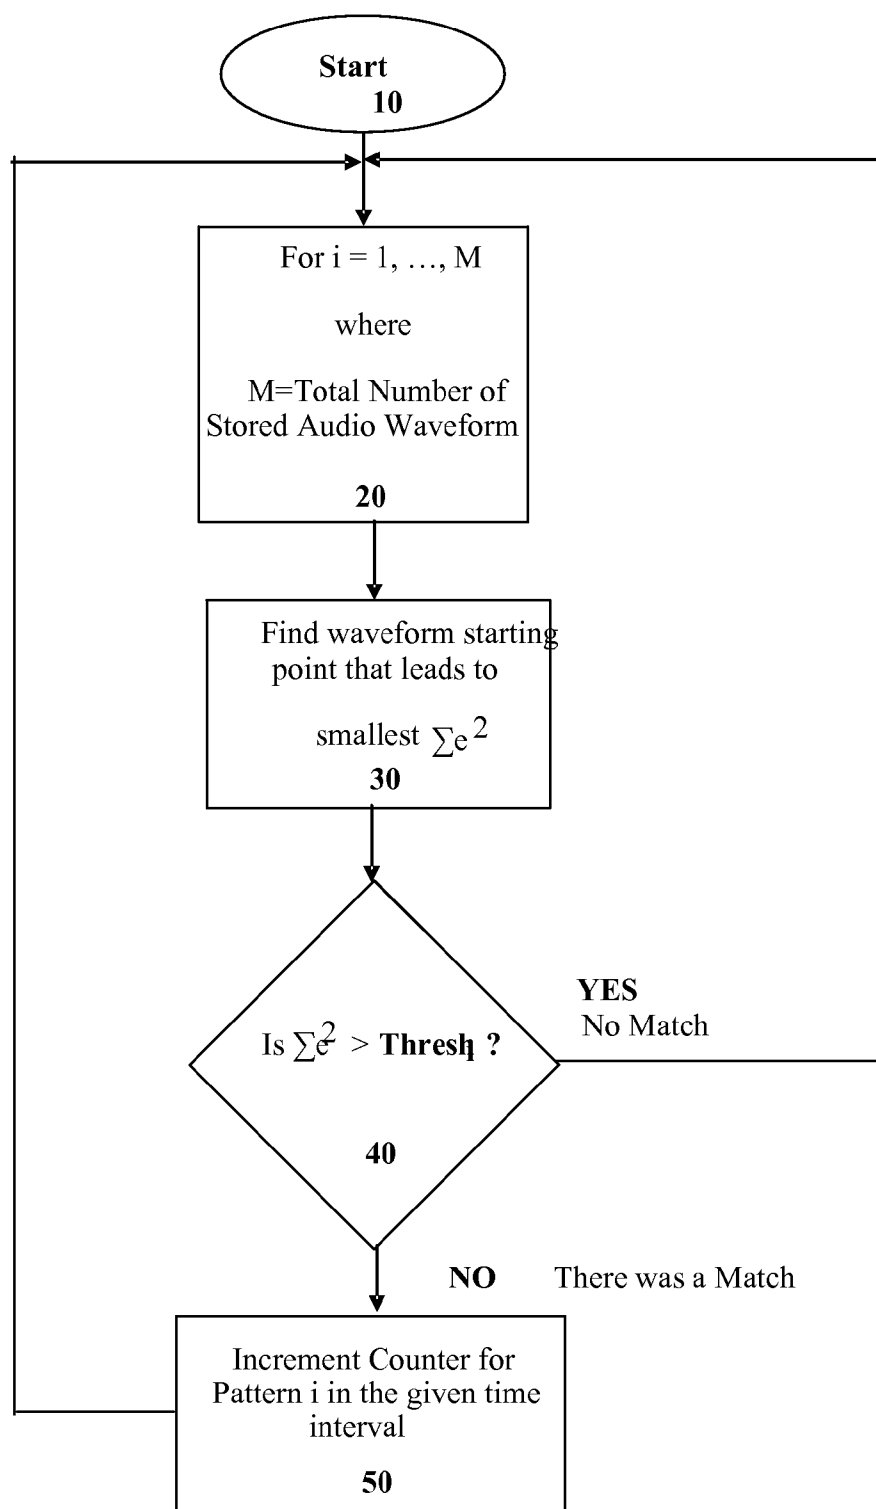 Start
10
For i = 1, …, M
where
M=Total Number of
Stored Audio Waveform
20
Find waveform starting
point that leads to
smallest ∑e²
30
YES
No Match
Is ∑e² > Thresh ?
40
NO There was a Match
Increment Counter for
Pattern i in the given time
interval
50